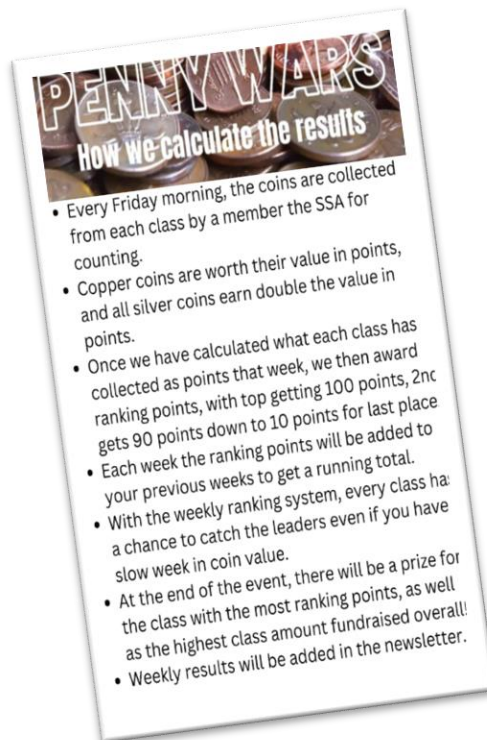 PENNY WARS
How we calculate the results
• Every Friday morning, the coins are collected
from each class by a member the SSA for
counting.
• Copper coins are worth their value in points,
and all silver coins earn double the value in
points.
• Once we have calculated what each class has
collected as points that week, we then award
ranking points, with top getting 100 points, 2nd
gets 90 points down to 10 points for last place
• Each week the ranking points will be added to
your previous weeks to get a running total.
• With the weekly ranking system, every class has
a chance to catch the leaders even if you have
slow week in coin value.
• At the end of the event, there will be a prize for
the class with the most ranking points, as well
as the highest class amount fundraised overall!
• Weekly results will be added in the newsletter.